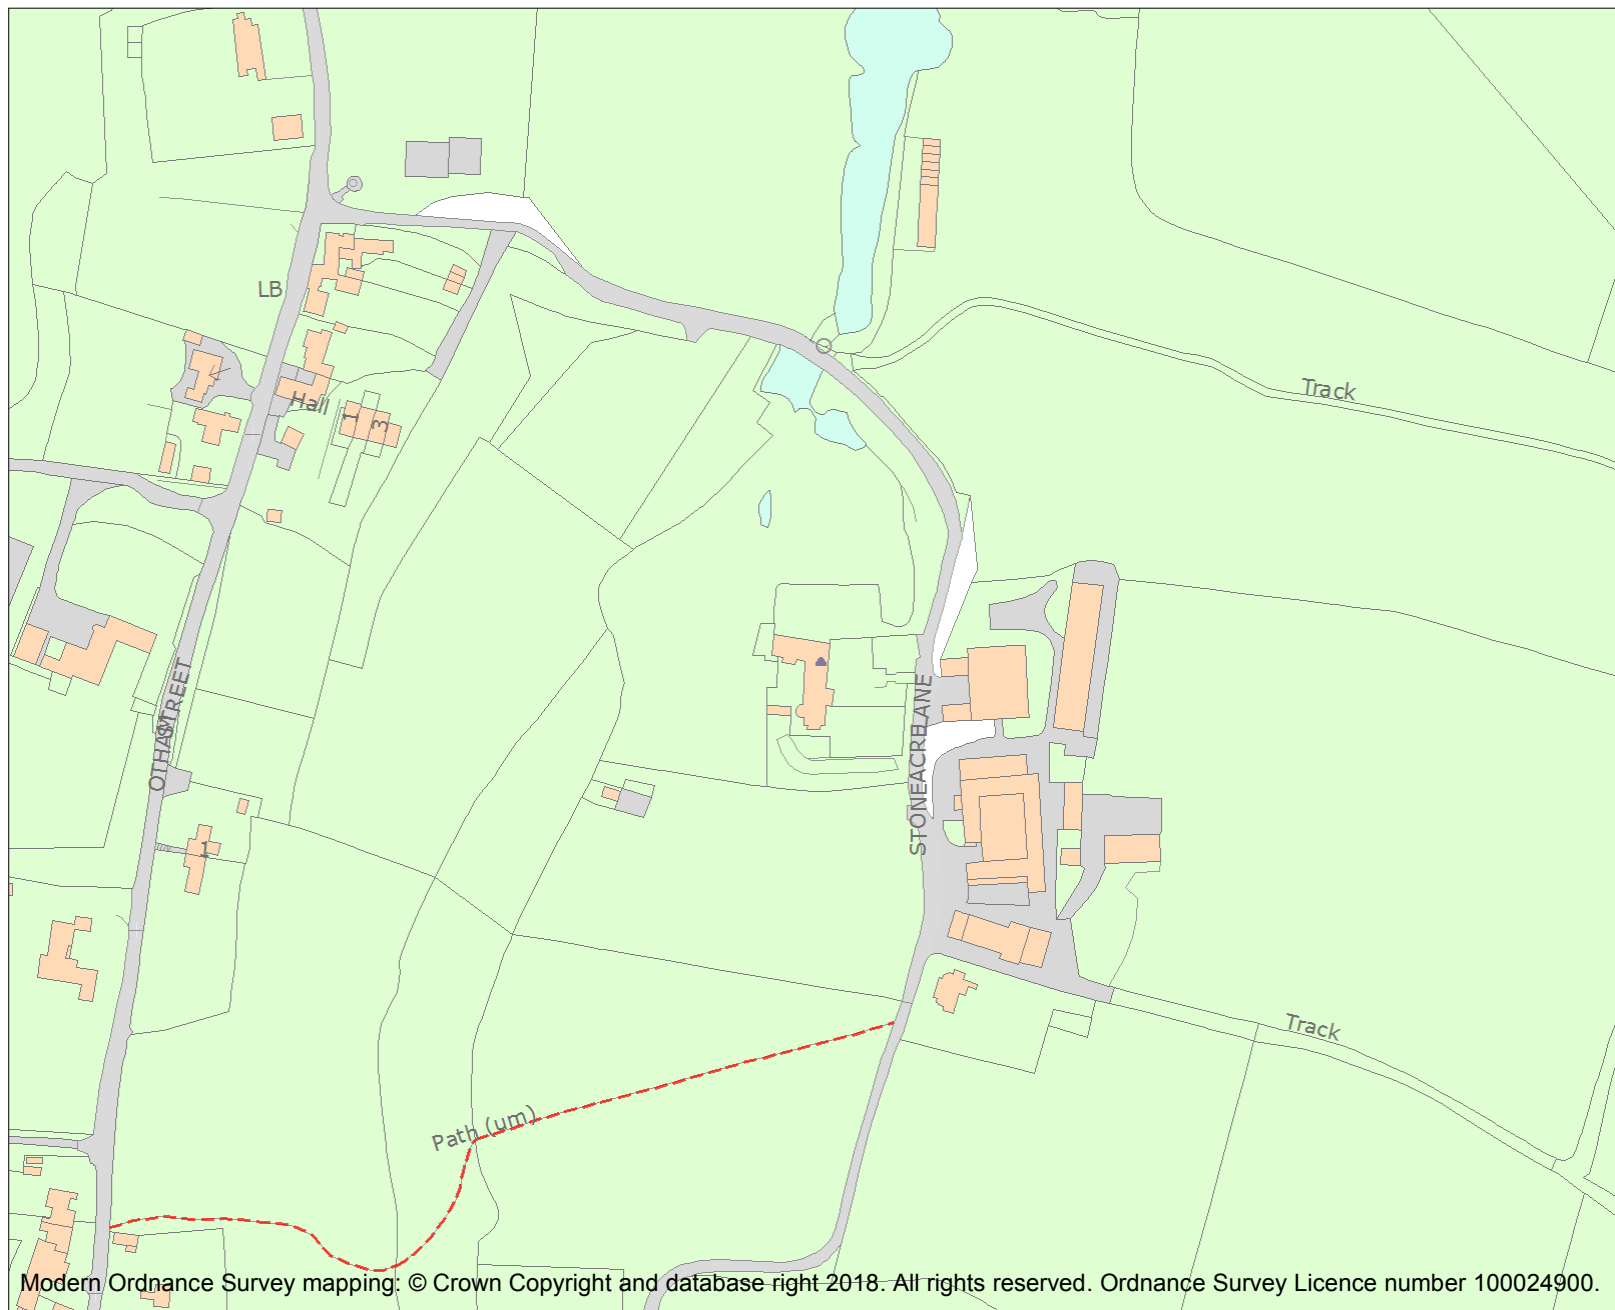 LB
Track
Hall
1
3
OTHAM STREET
STONEACRE LANE
1
Track
Path (um)
Modern Ordnance Survey mapping: © Crown Copyright and database right 2018. All rights reserved. Ordnance Survey Licence number 100024900.